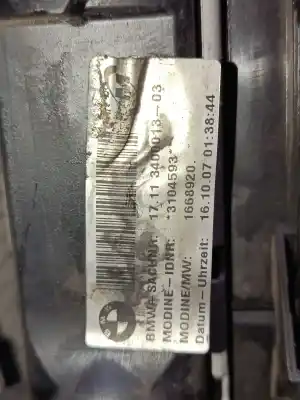 BMW-SACHNR: 17.11 3400013-03
MODINE-IDNR: *3104593*
MODINE/MW: 1668920.
Datum-Uhrzeit: 16.10.07 01:38:44